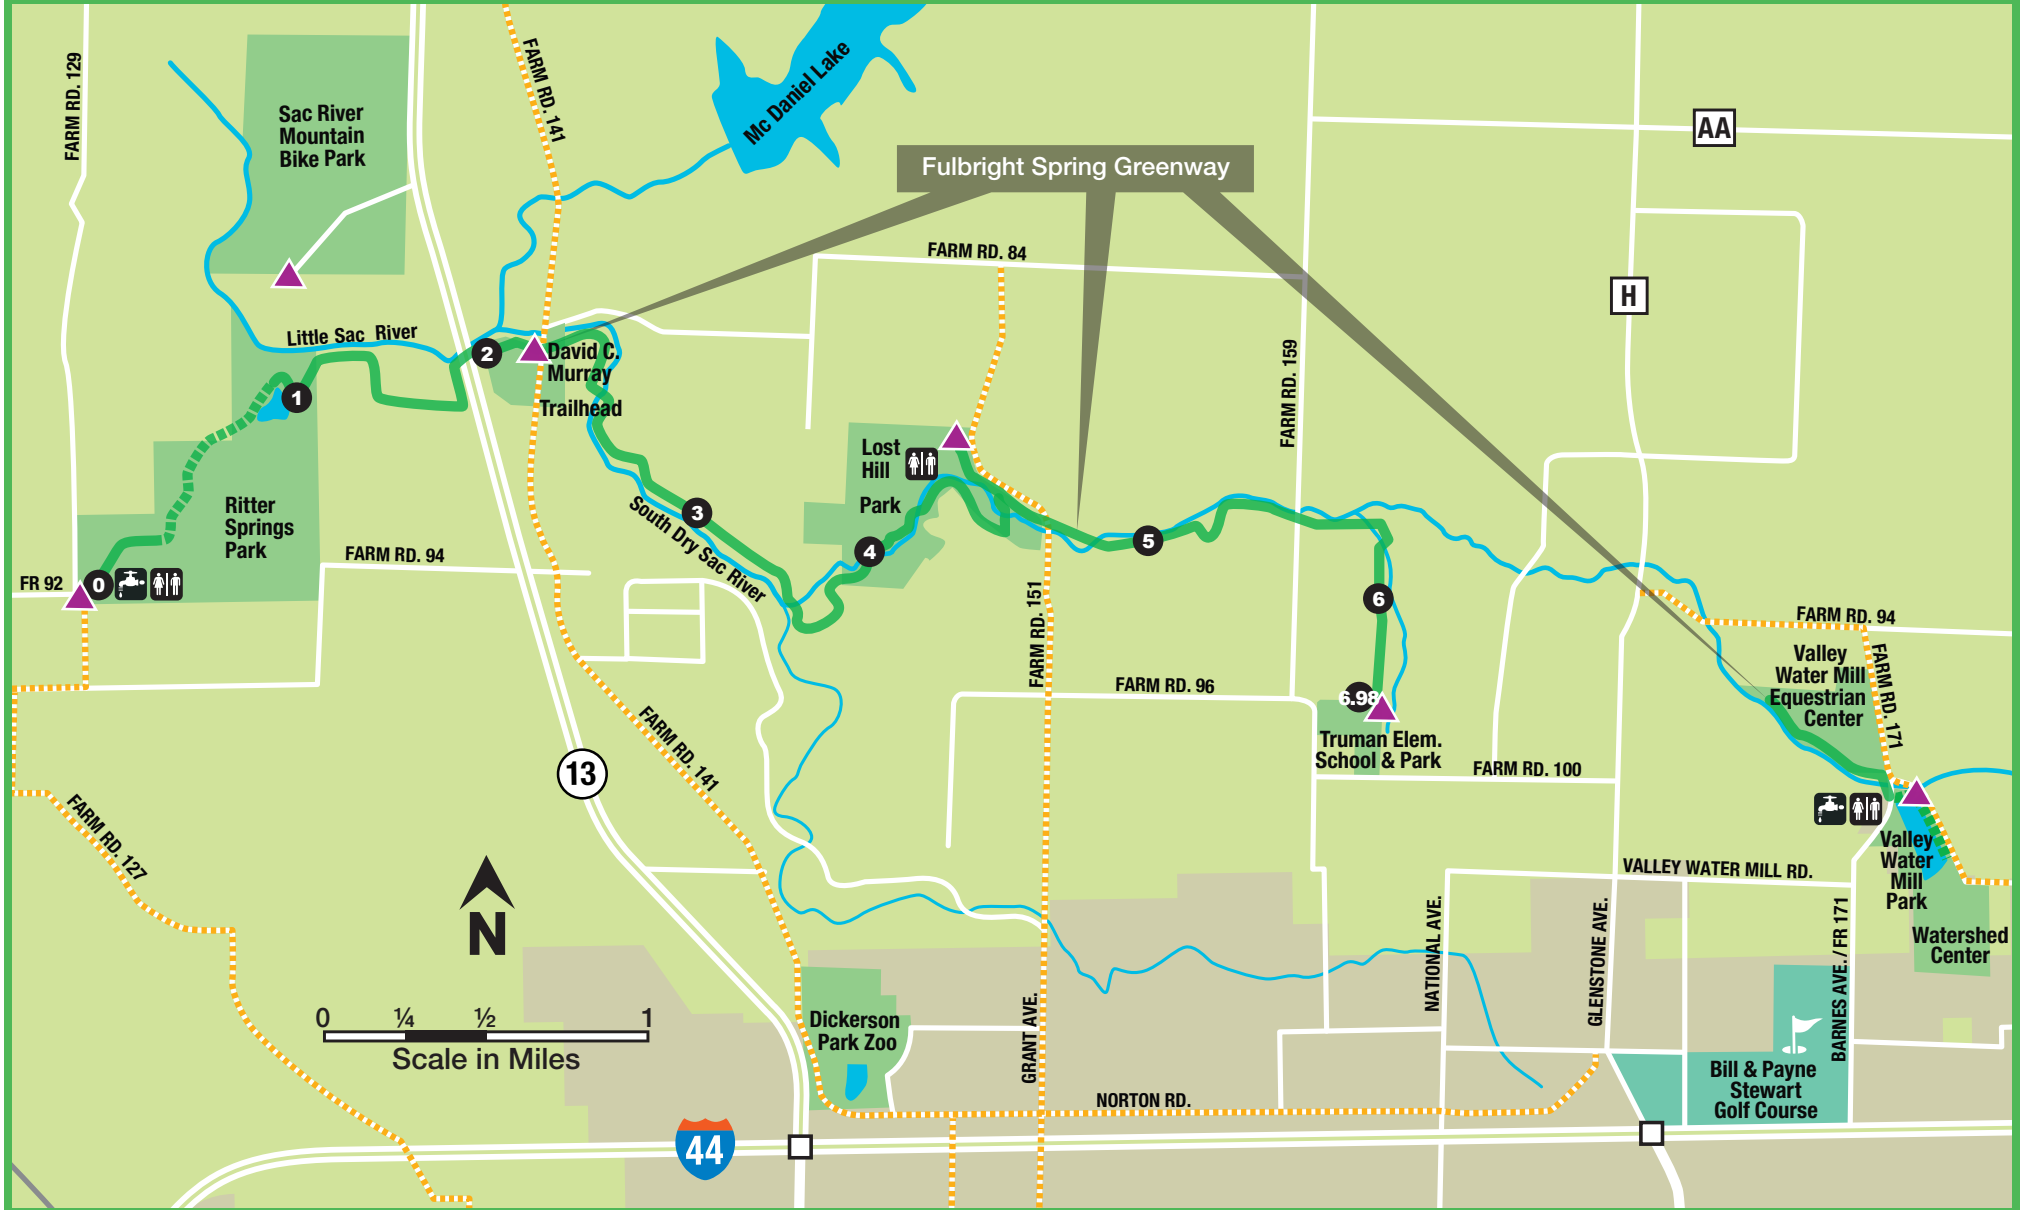 FARM RD. 129
Sac River
Mountain
Bike Park
FARM RD. 141
Mc Daniel Lake
Fulbright Spring Greenway
AA
H
FARM RD. 84
FARM RD. 159
Little Sac River
2
David C.
Murray
Trailhead
1
Ritter
Springs
Park
FR 92
0
FARM RD. 94
3
South Dry Sac River
Lost
Hill
Park
4
5
6
6.98
Truman Elem.
School & Park
FARM RD. 151
FARM RD. 96
FARM RD. 100
FARM RD. 94
Valley
Water Mill
Equestrian
Center
FARM RD. 171
FARM RD. 141
13
FARM RD. 127
N
0 ¼ ½ 1
Scale in Miles
Valley
Water
Mill
Park
Watershed
Center
VALLEY WATER MILL RD.
NATIONAL AVE.
GLENSTONE AVE.
BARNES AVE. / FR 171
Dickerson
Park Zoo
GRANT AVE.
NORTON RD.
Bill & Payne
Stewart
Golf Course
44